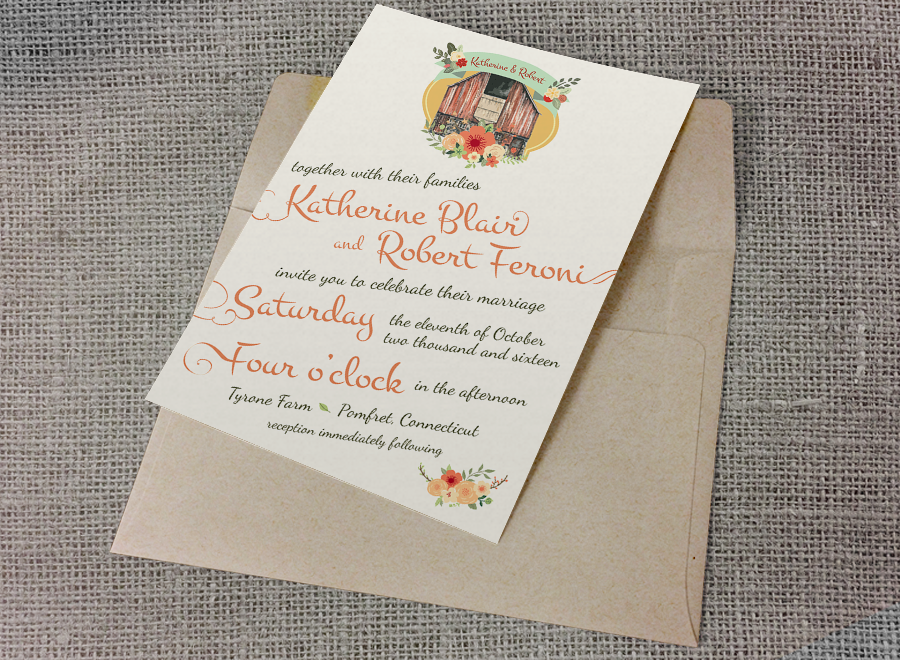 Katherine & Robert
together with their families
Katherine Blair
and Robert Feroni
invite you to celebrate their marriage
Saturday
the eleventh of October
two thousand and sixteen
Four o'clock in the afternoon
Tyrone Farm Pomfret, Connecticut
reception immediately following